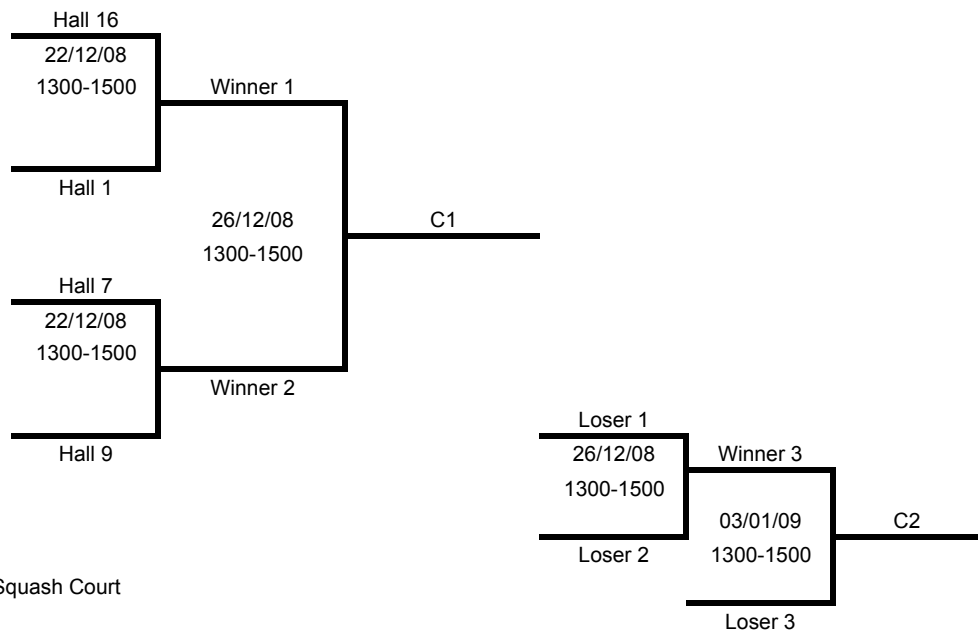 Hall 16
22/12/08
1300-1500
Winner 1
Hall 1
26/12/08
1300-1500
C1
Hall 7
22/12/08
1300-1500
Winner 2
Hall 9
Loser 1
26/12/08
1300-1500
Winner 3
Loser 2
03/01/09
1300-1500
C2
Loser 3
Squash Court